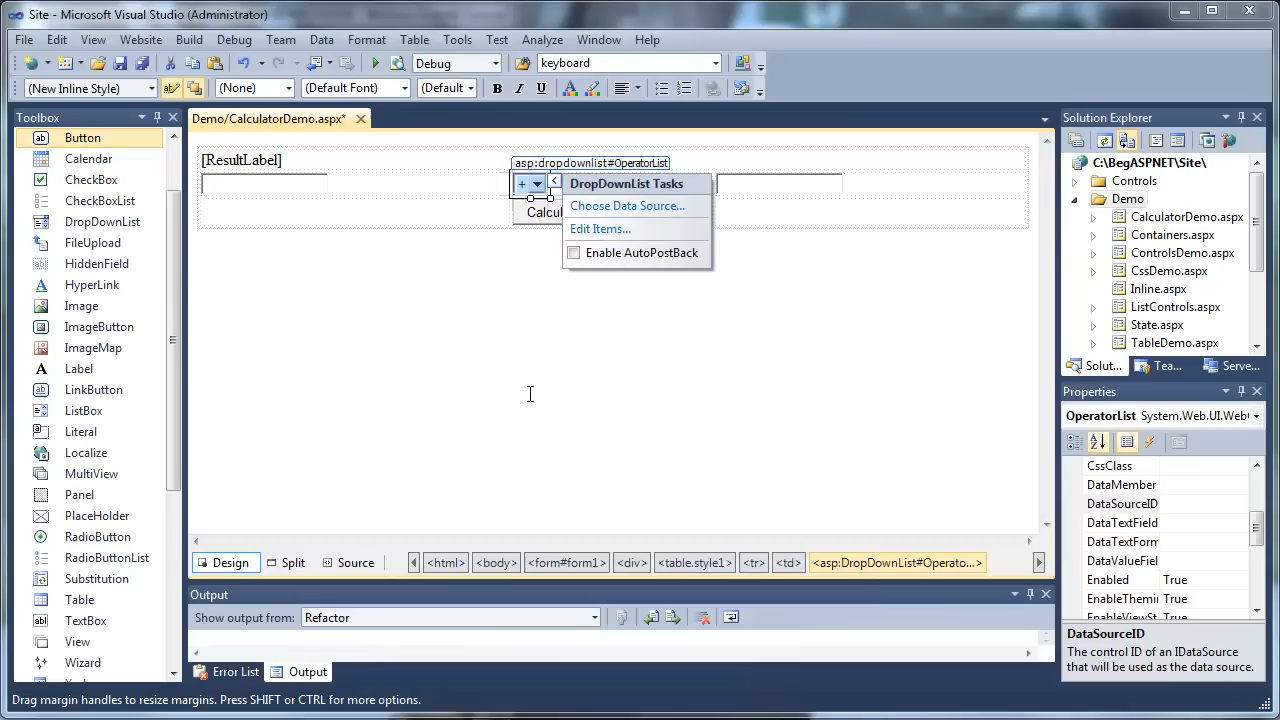 Site - Microsoft Visual Studio (Administrator)
File Edit View Website Build Debug Team Data Format Table Tools Test Analyze Window Help
Debug keyboard
(New Inline Style) (None) (Default Font) (Default B I U A
Toolbox
Button
Calendar
CheckBox
CheckBoxList
DropDownList
FileUpload
HiddenField
HyperLink
Image
ImageButton
ImageMap
A Label
LinkButton
ListBox
Literal
Localize
MultiView
Panel
PlaceHolder
RadioButton
RadioButtonList
Substitution
Table
TextBox
View
Wizard
Demo/CalculatorDemo.aspx*
[ResultLabel]
asp:dropdownlist#OperatorList
+ <
Calcul
DropDownList Tasks
Choose Data Source...
Edit Items...
Enable AutoPostBack
Design Split Source <html> <body> <form#form1> <div> <table.style1> <tr> <td> <asp:DropDownList#Operato...>
Output
Show output from: Refactor
Error List Output
Solution Explorer
C:\BegASPNET\Site\
Controls
Demo
CalculatorDemo.aspx
Containers.aspx
ControlsDemo.aspx
CssDemo.aspx
Inline.aspx
ListControls.aspx
State.aspx
TableDemo.aspx
Solut... Tea... Serve...
Properties
OperatorList System.Web.UI.Web
CssClass
DataMember
DataSourceID
DataTextField
DataTextForm
DataValueFiel
Enabled True
EnableThemin True
EnableViewSt True
DataSourceID
The control ID of an IDataSource
that will be used as the data source.
Drag margin handles to resize margins. Press SHIFT or CTRL for more options.